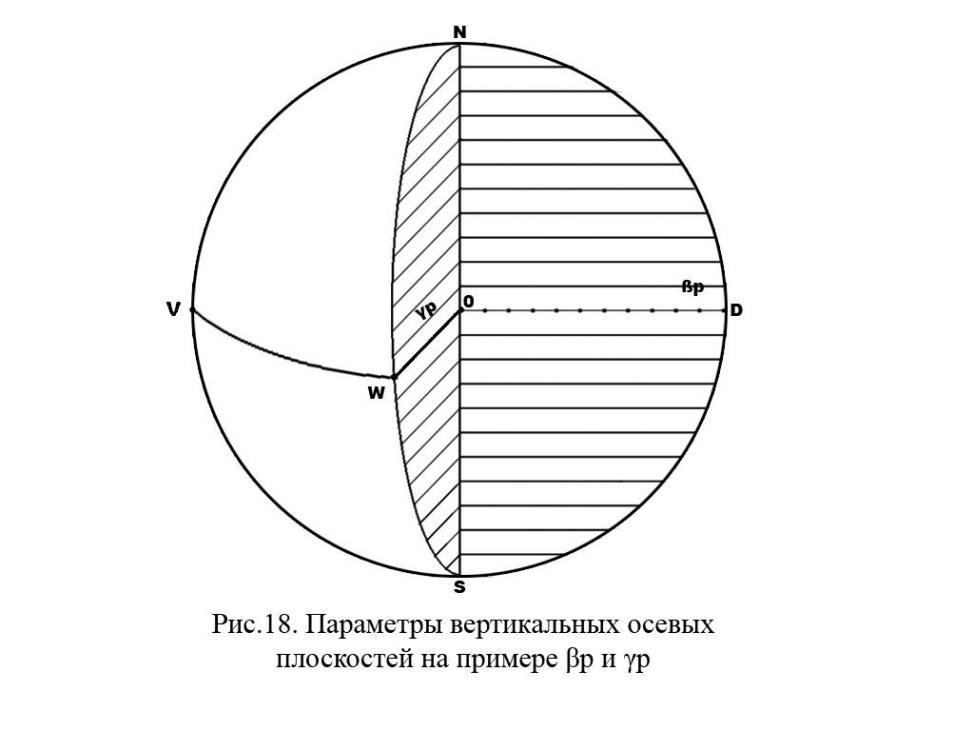 N
ßp
V
0
D
γp
W
S
Рис.18. Параметры вертикальных осевых
плоскостей на примере βp и γp